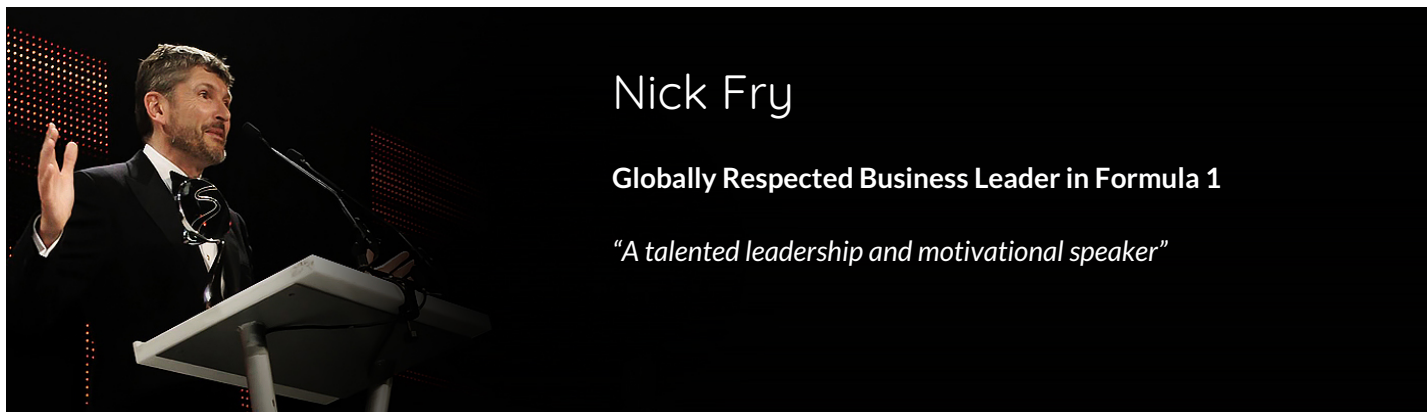 Nick Fry
Globally Respected Business Leader in Formula 1
“A talented leadership and motivational speaker”